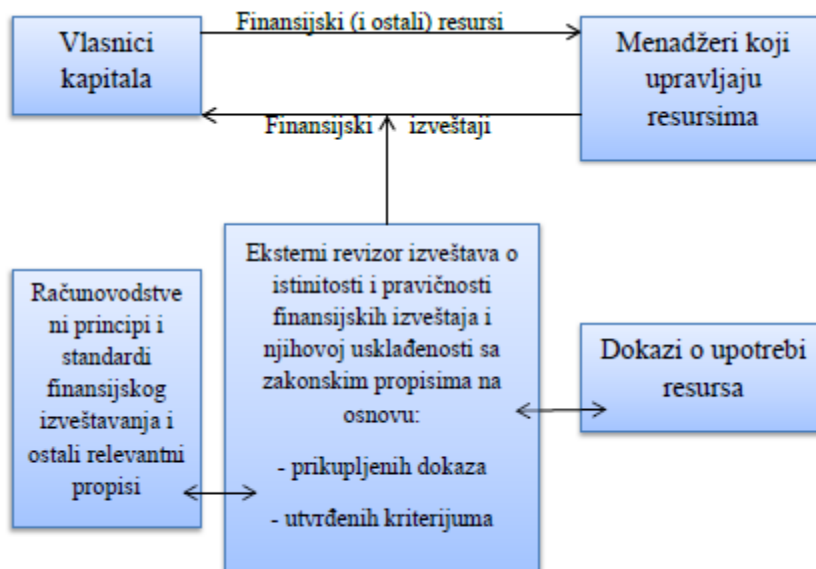 Vlasnici
kapitala
Finansijski (i ostali) resursi
Finansijski izveštaji
Menadžeri koji
upravljaju
resursima
Računovodstve
ni principi i
standardi
finansijskog
izveštavanja i
ostali relevantni
propisi
Eksterni revizor izveštava o
istinitosti i pravičnosti
finansijskih izveštaja i
njihovoj usklađenosti sa
zakonskim propisima na
osnovu:
- prikupljenih dokaza
- utvrđenih kriterijuma
Dokazi o upotrebi
resursa